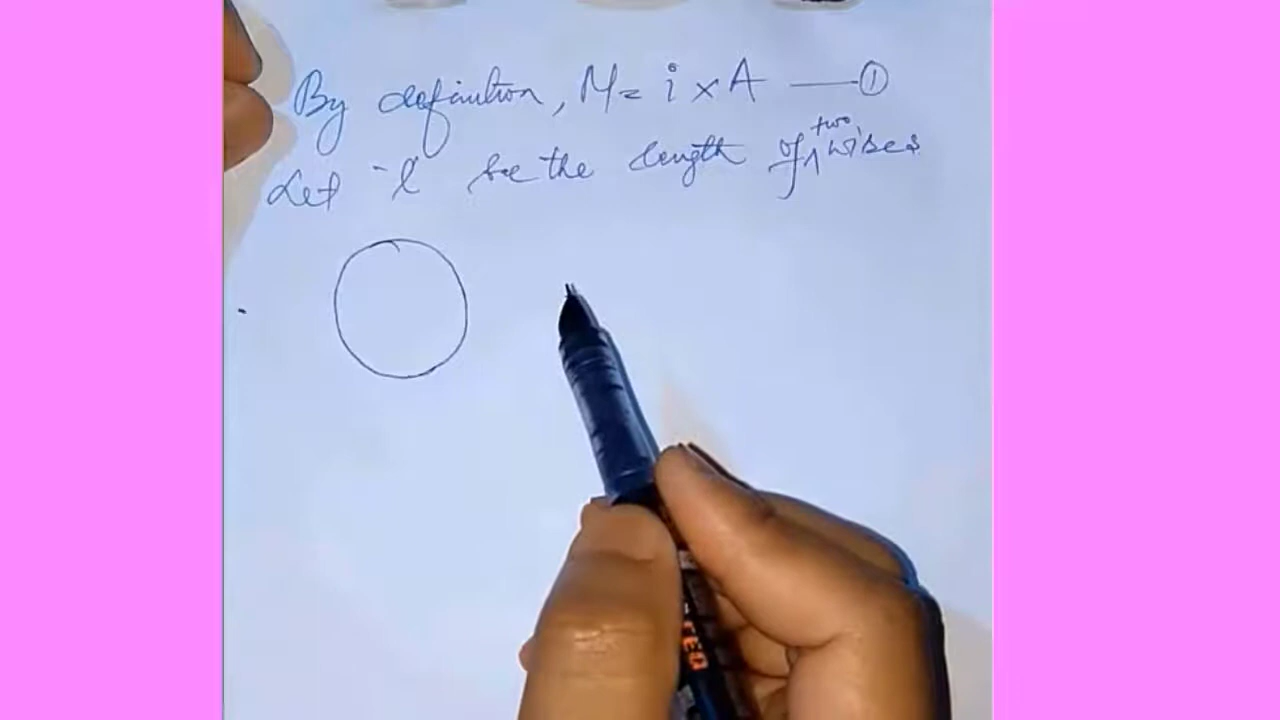 By definition, M = i × A —— ①
Let 'l' be the length of two wires